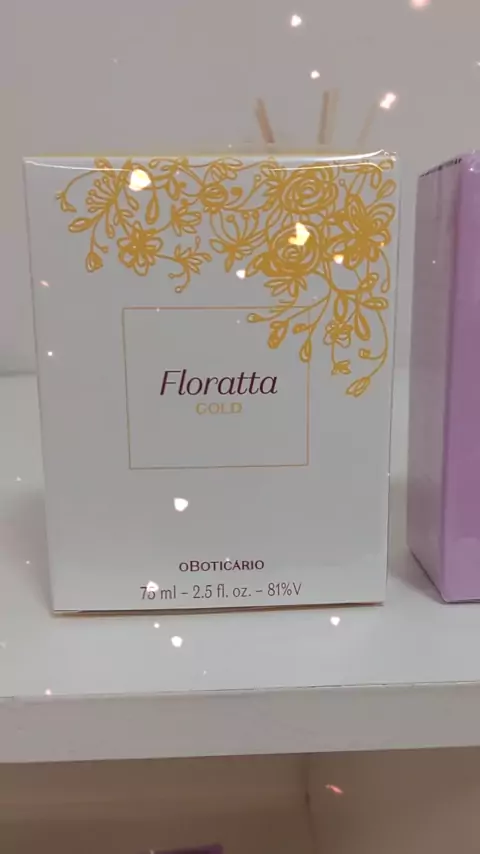 Floratta
GOLD
oBOTICÁRIO
75 ml - 2.5 fl. oz. - 81%V